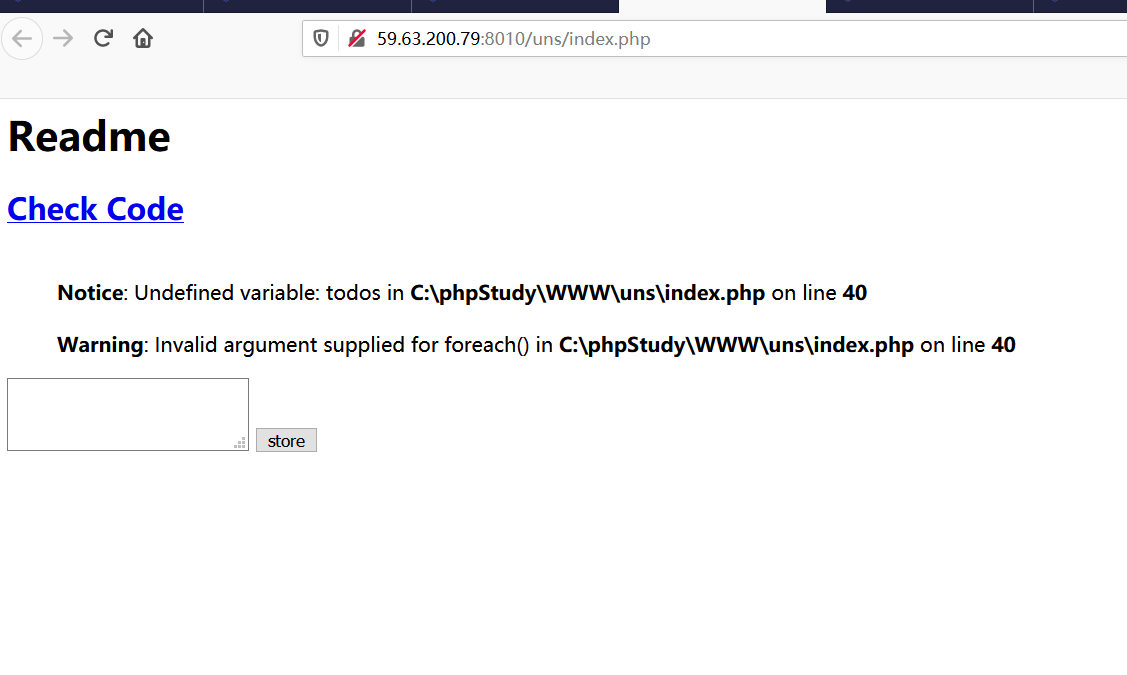 59.63.200.79:8010/uns/index.php
Readme
Check Code
Notice: Undefined variable: todos in C:\phpStudy\WWW\uns\index.php on line 40
Warning: Invalid argument supplied for foreach() in C:\phpStudy\WWW\uns\index.php on line 40
store